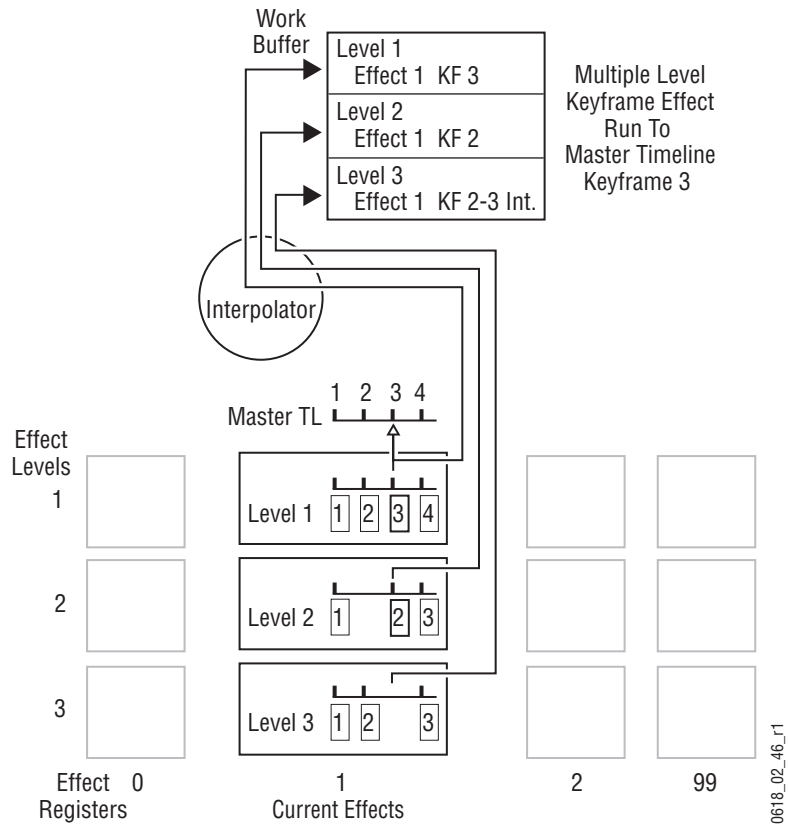 Work
Buffer
Level 1
Effect 1 KF 3
Level 2
Effect 1 KF 2
Level 3
Effect 1 KF 2-3 Int.
Multiple Level
Keyframe Effect
Run To
Master Timeline
Keyframe 3
Interpolator
1 2 3 4
Master TL
Effect
Levels
1
Level 1 1 2 3 4
2
Level 2 1 2 3
3
Level 3 1 2 3
Effect Registers
0
1
Current Effects
2
99
0618_02_46_r1